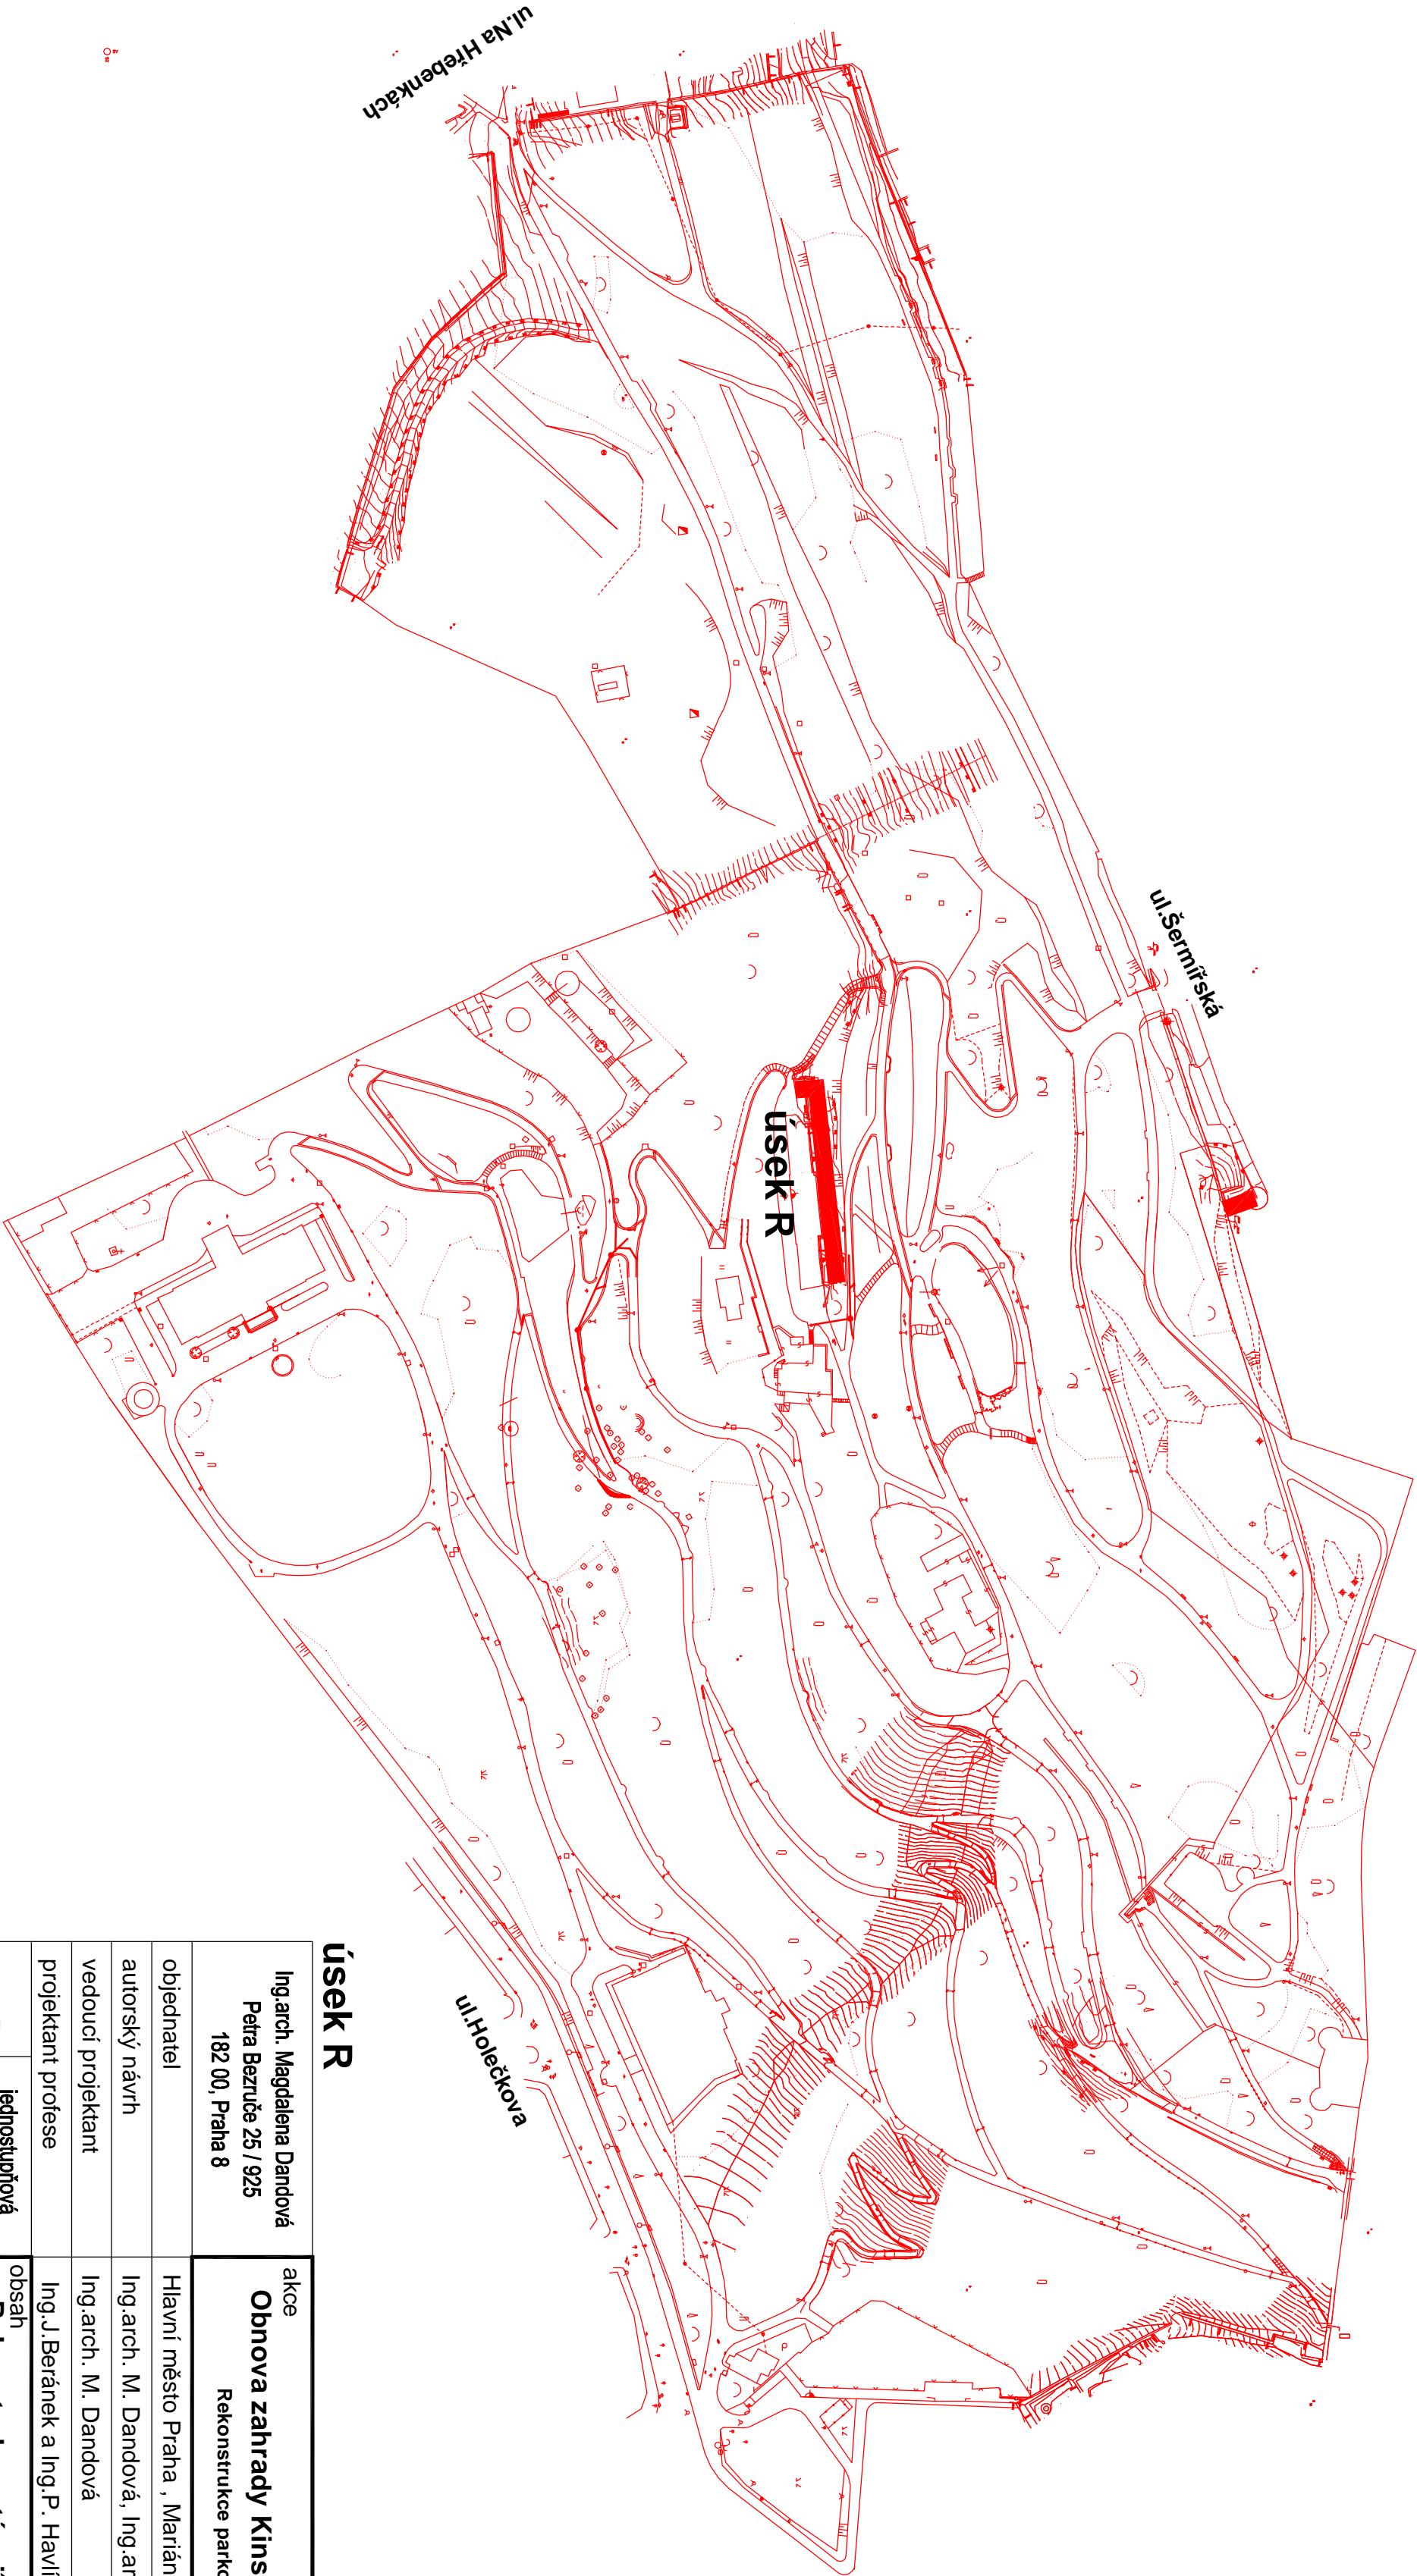 ul.Na Hřebenkách
ul.Šermířská
úsek R
ul.Holečkova
úsek R
Ing.arch. Magdalena Dandová
Petra Bezruče 25 / 925
182 00, Praha 8
akce
Obnova zahrady Kins
Rekonstrukce parko
objednatel
Hlavní město Praha , Marián
autorský návrh
Ing.arch. M. Dandová, Ing.ar
vedoucí projektant
Ing.arch. M. Dandová
projektant profese
Ing.J.Beránek a Ing.P. Havlí
jednostupňová
obsah